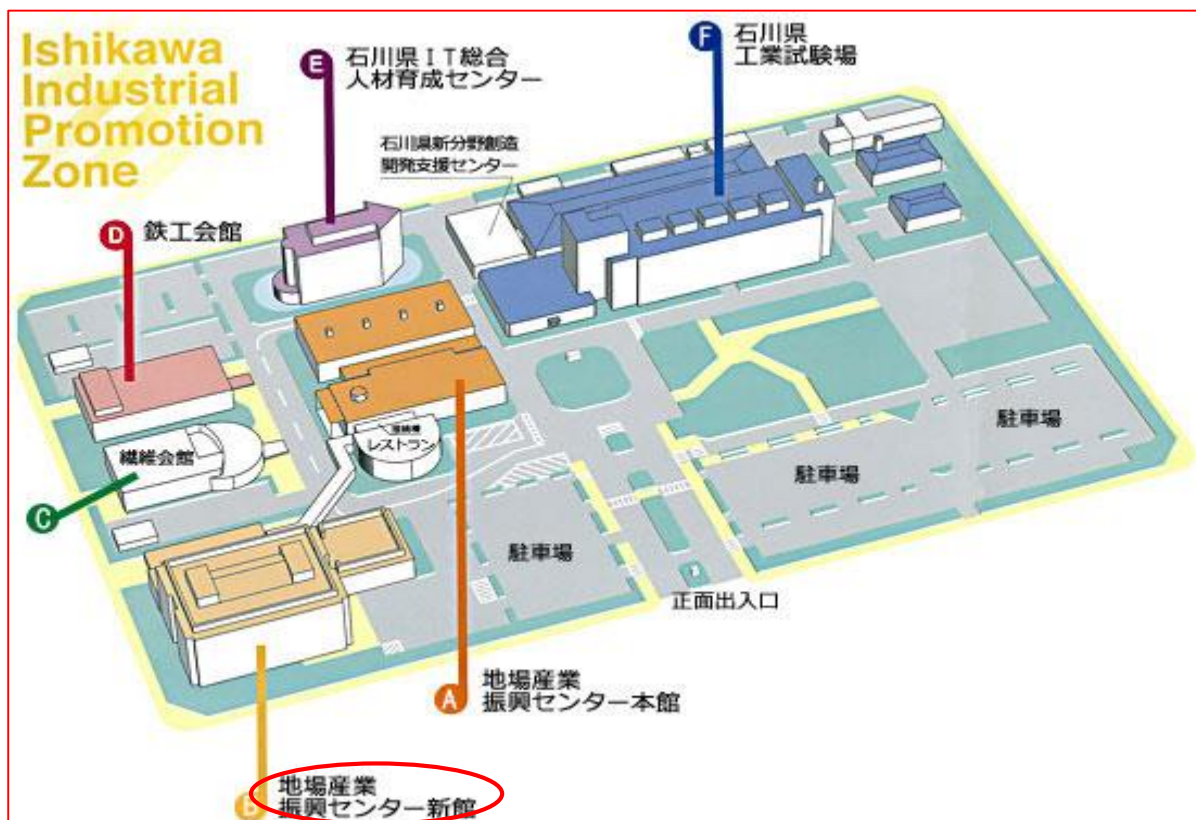 Ishikawa
Industrial
Promotion
Zone
E
石川県IT総合
人材育成センター
F
石川県
工業試験場
石川県新分野創造
開発支援センター
D
鉄工会館
レストラン
繊維会館
C
駐車場
駐車場
駐車場
正面出入口
A
地場産業
振興センター本館
B
地場産業
振興センター新館